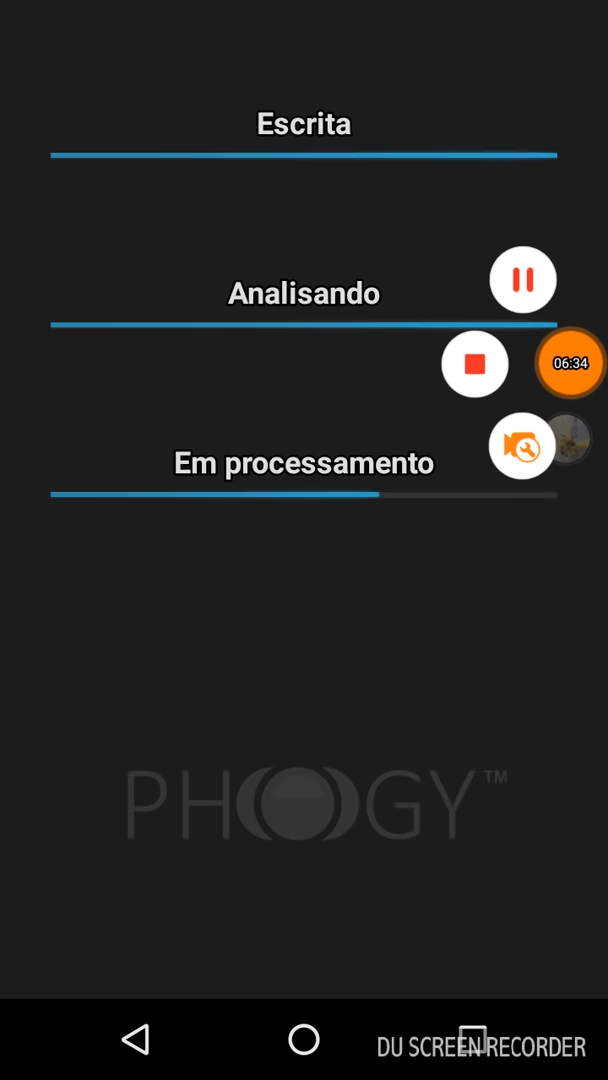 Escrita
Analisando
06:34
Em processamento
PHOGY™
DU SCREEN RECORDER